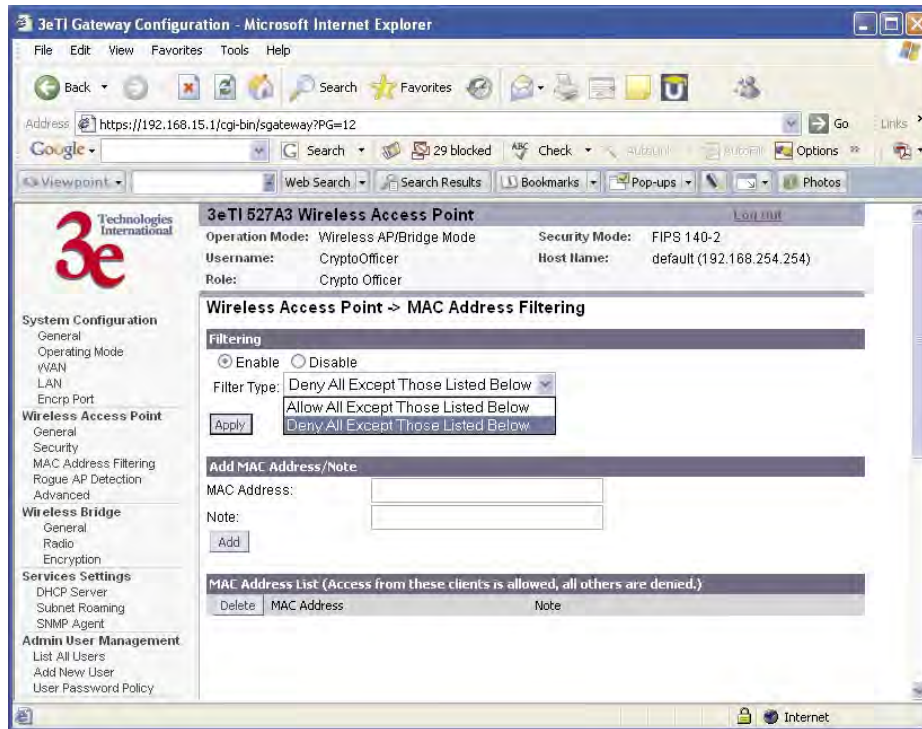 3eTI Gateway Configuration - Microsoft Internet Explorer
File Edit View Favorites Tools Help
Back Search Favorites
Address https://192.168.15.1/cgi-bin/sgateway?PG=12 Go Links »
Google Search 29 blocked ABC Check AutoLink AutoFill Options »
Viewpoint Web Search Search Results Bookmarks Pop-ups Photos
3e Technologies International
3eTI 527A3 Wireless Access Point Log out
Operation Mode: Wireless AP/Bridge Mode Security Mode: FIPS 140-2
Username: CryptoOfficer Host Name: default (192.168.254.254)
Role: Crypto Officer
System Configuration
General
Operating Mode
WAN
LAN
Encrp Port
Wireless Access Point
General
Security
MAC Address Filtering
Rogue AP Detection
Advanced
Wireless Bridge
General
Radio
Encryption
Services Settings
DHCP Server
Subnet Roaming
SNMP Agent
Admin User Management
List All Users
Add New User
User Password Policy
Wireless Access Point -> MAC Address Filtering
Filtering
Enable Disable
Filter Type: Deny All Except Those Listed Below
Allow All Except Those Listed Below
Deny All Except Those Listed Below
Apply
Add MAC Address/Note
MAC Address:
Note:
Add
MAC Address List (Access from these clients is allowed, all others are denied.)
Delete MAC Address Note
Internet